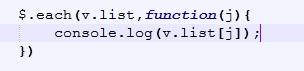 $.each(v.list,function(j){
    console.log(v.list[j]);
})